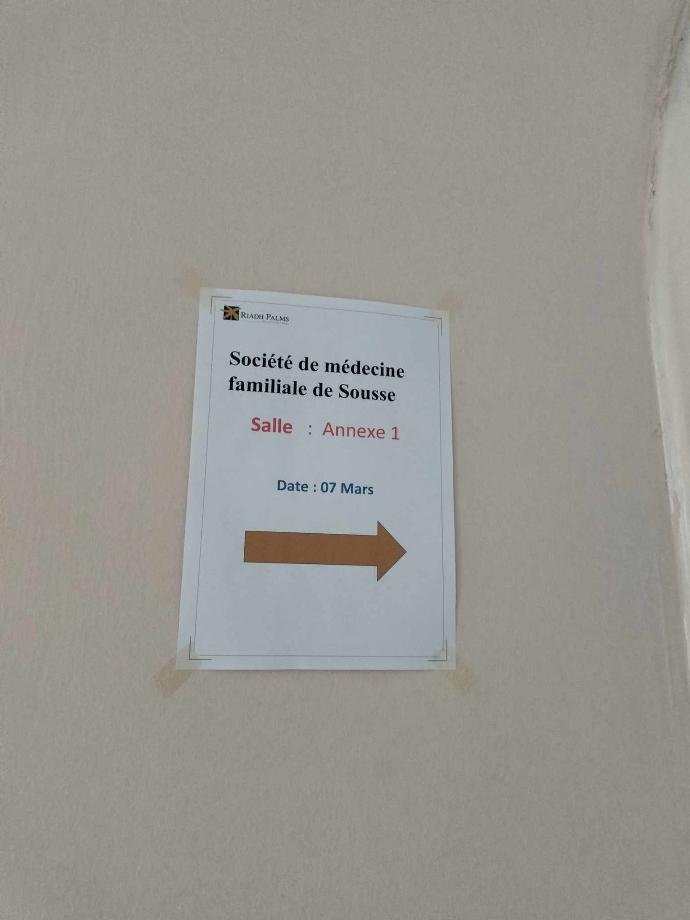 RIADH PALMS
Société de médecine
familiale de Sousse
Salle : Annexe 1
Date : 07 Mars